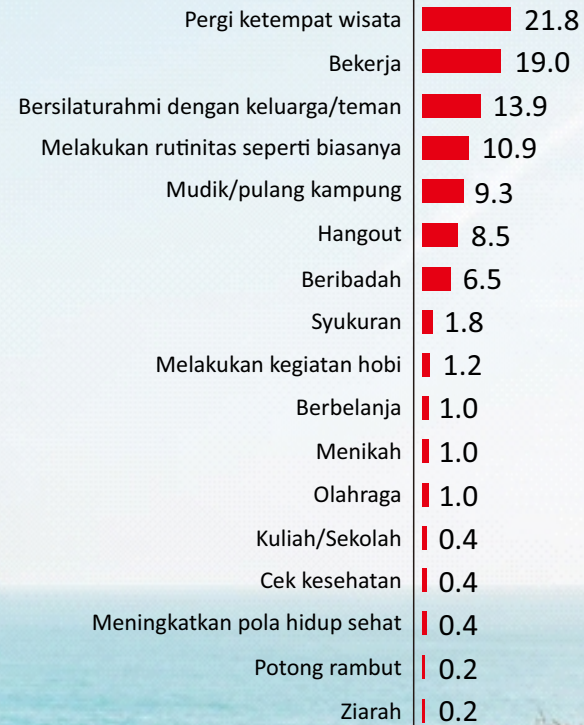 Pergi ketempat wisata 21.8
Bekerja 19.0
Bersilaturahmi dengan keluarga/teman 13.9
Melakukan rutinitas seperti biasanya 10.9
Mudik/pulang kampung 9.3
Hangout 8.5
Beribadah 6.5
Syukuran 1.8
Melakukan kegiatan hobi 1.2
Berbelanja 1.0
Menikah 1.0
Olahraga 1.0
Kuliah/Sekolah 0.4
Cek kesehatan 0.4
Meningkatkan pola hidup sehat 0.4
Potong rambut 0.2
Ziarah 0.2